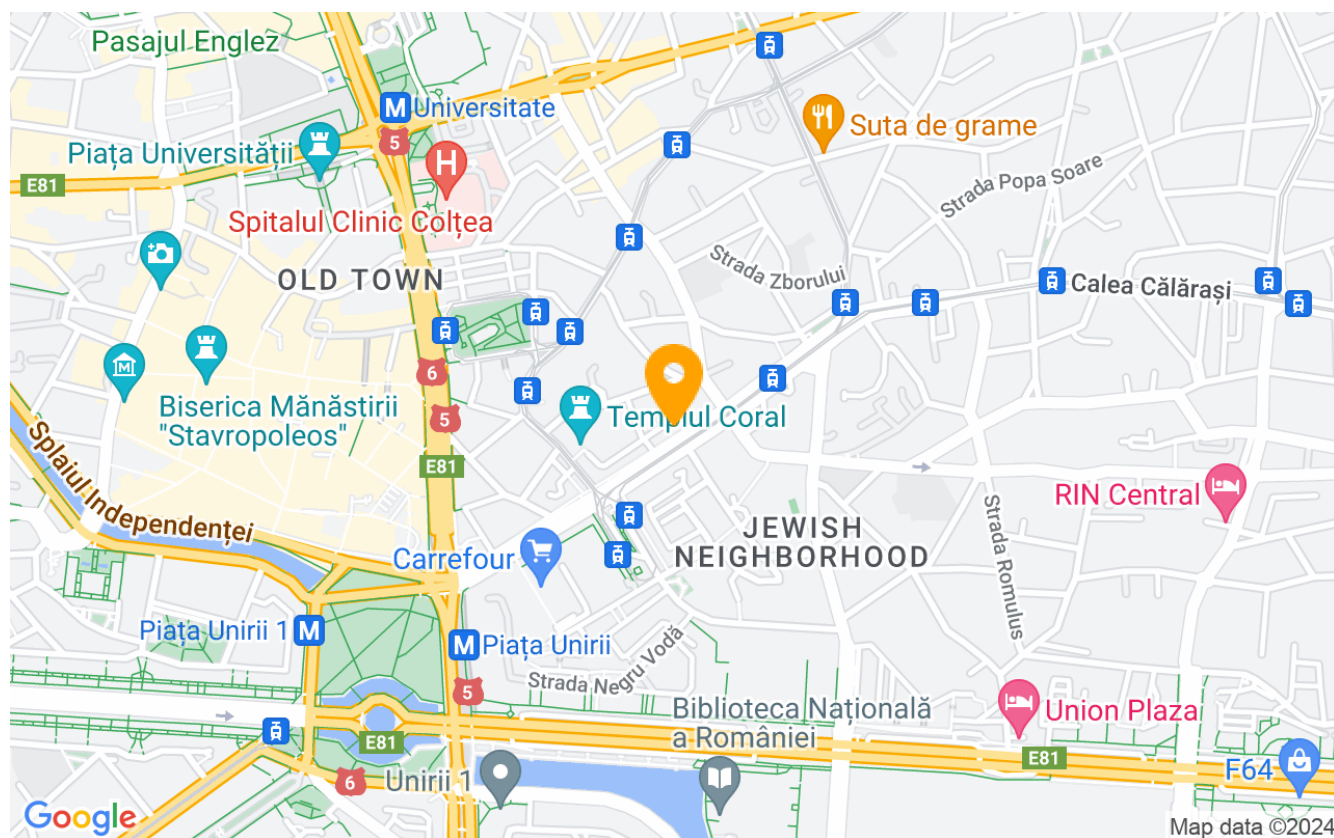 Pasajul Englez
M
Universitate
5
Piața Universității
H
Suta de grame
E81
Spitalul Clinic Colțea
Strada Popa Soare
OLD TOWN
Strada Zborului
Calea Călărași
M
6
5
Biserica Mănăstirii
"Stavropoleos"
Templul Coral
E81
Splaiul Independenței
RIN Central
Strada Romulus
JEWISH
NEIGHBORHOOD
Carrefour
Piața Unirii 1
M
M
Piața Unirii
Strada Negru Vodă
5
Biblioteca Națională
a României
Union Plaza
E81
E81
6
Unirii 1
F64
Google
Map data ©2024